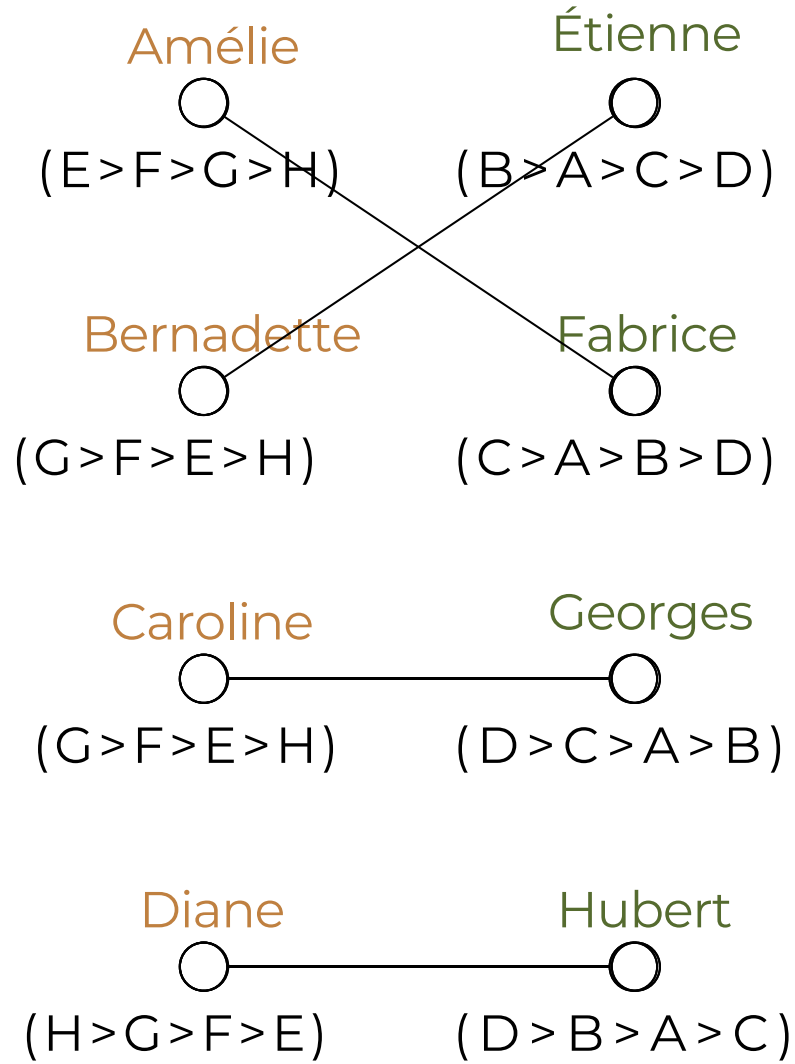 Amélie Étienne
(E>F>G>H) (B>A>C>D)
Bernadette Fabrice
(G>F>E>H) (C>A>B>D)
Caroline Georges
(G>F>E>H) (D>C>A>B)
Diane Hubert
(H>G>F>E) (D>B>A>C)